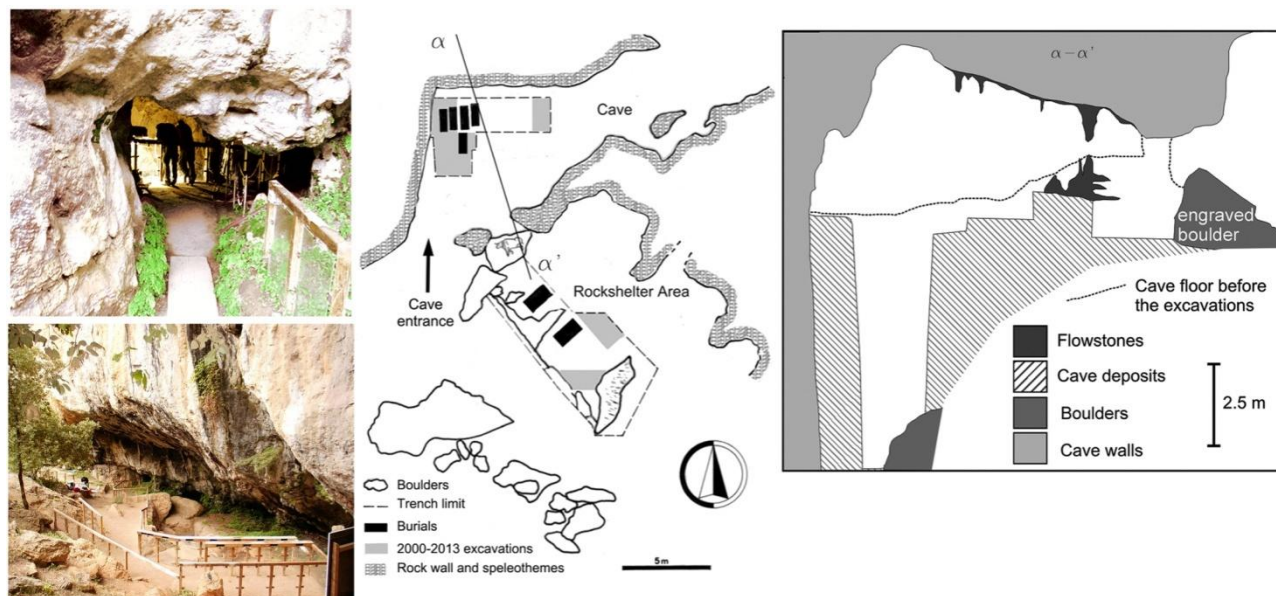 α
Cave
α'
Rockshelter Area
Cave
entrance
Boulders
Trench limit
Burials
2000-2013 excavations
Rock wall and speleothemes
5m
α – α'
engraved
boulder
Cave floor before
the excavations
Flowstones
Cave deposits
Boulders
Cave walls
2.5 m